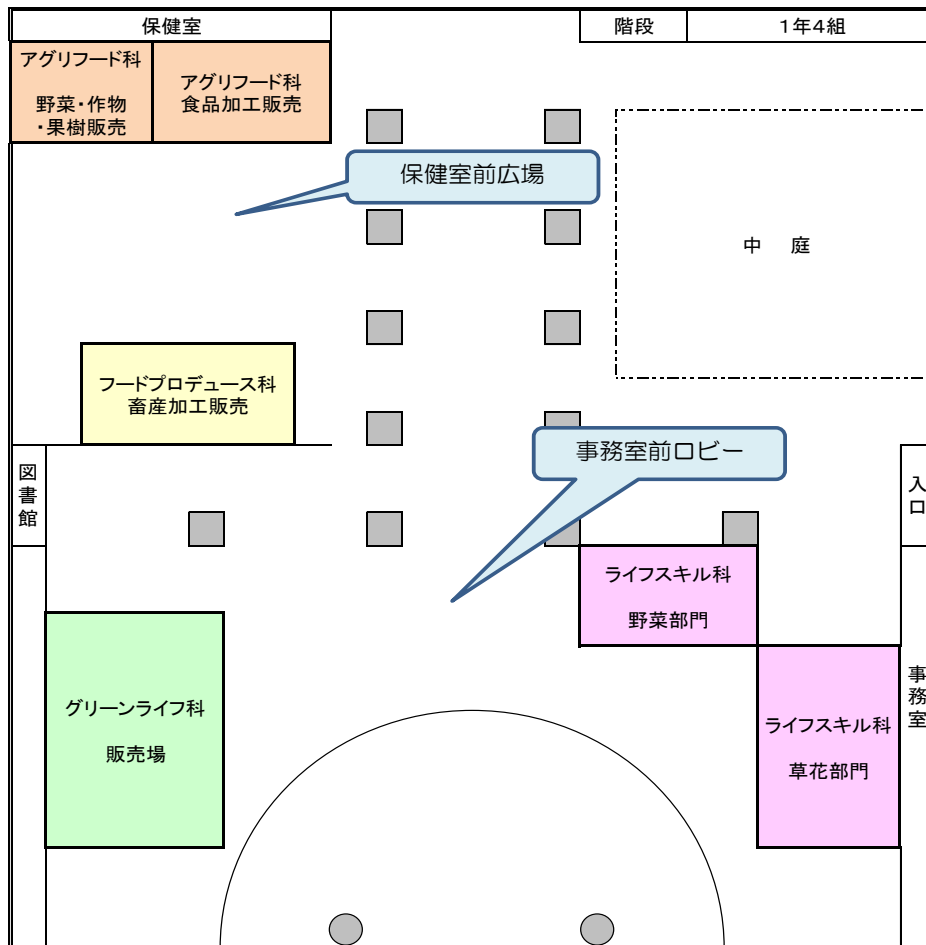 保健室
階段
1年4組
アグリフード科
野菜・作物
・果樹販売
アグリフード科
食品加工販売
保健室前広場
中 庭
フードプロデュース科
畜産加工販売
事務室前ロビー
図書館
入口
ライフスキル科
野菜部門
グリーンライフ科
販売場
ライフスキル科
草花部門
事務室